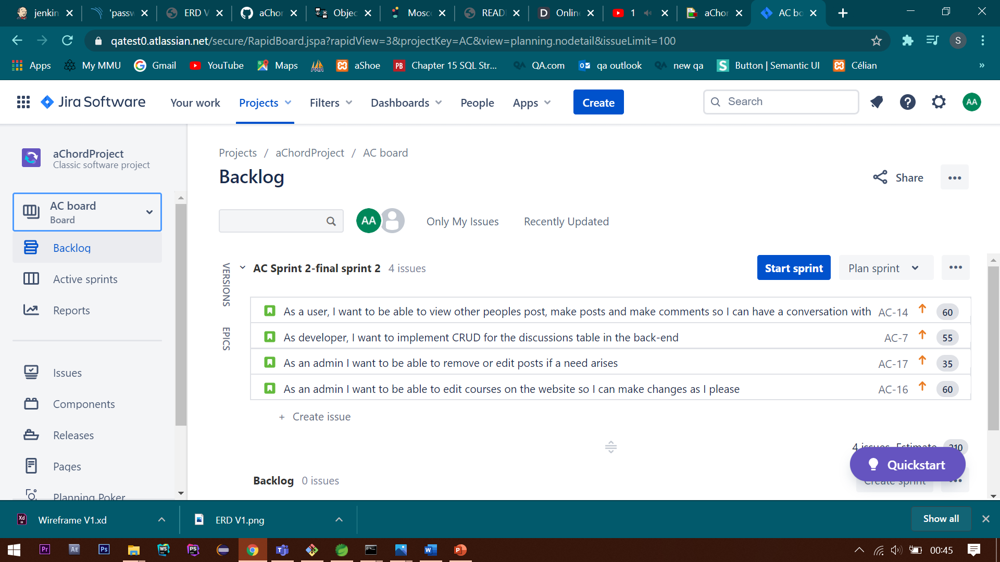 jenkin
'passw
ERD V
aChor
Objec
Mosc
READ
D Onlin
1
aChor
AC bo
qatest0.atlassian.net/secure/RapidBoard.jspa?rapidView=3&projectKey=AC&view=planning.nodetail&issueLimit=100
S
Apps My MMU Gmail YouTube Maps aShoe PB Chapter 15 SQL Str... QA.com qa outlook new qa S Button | Semantic UI Célian »
Jira Software Your work Projects Filters Dashboards People Apps Create Search AA
aChordProject
Classic software project
AC board
Board
Backlog
Active sprints
Reports
Issues
Components
Releases
Pages
Planning Poker
Projects / aChordProject / AC board
Backlog
Share
AA Only My Issues Recently Updated
VERSIONS
EPICS
AC Sprint 2-final sprint 2 4 issues Start sprint Plan sprint
As a user, I want to be able to view other peoples post, make posts and make comments so I can have a conversation with AC-14 60
As developer, I want to implement CRUD for the discussions table in the back-end AC-7 55
As an admin I want to be able to remove or edit posts if a need arises AC-17 35
As an admin I want to be able to edit courses on the website so I can make changes as I please AC-16 60
+ Create issue
4 issues Estimate 210
Quickstart
Backlog 0 issues Create sprint
Xd Wireframe V1.xd ERD V1.png Show all
Pr AE Ps WS PS 00:45